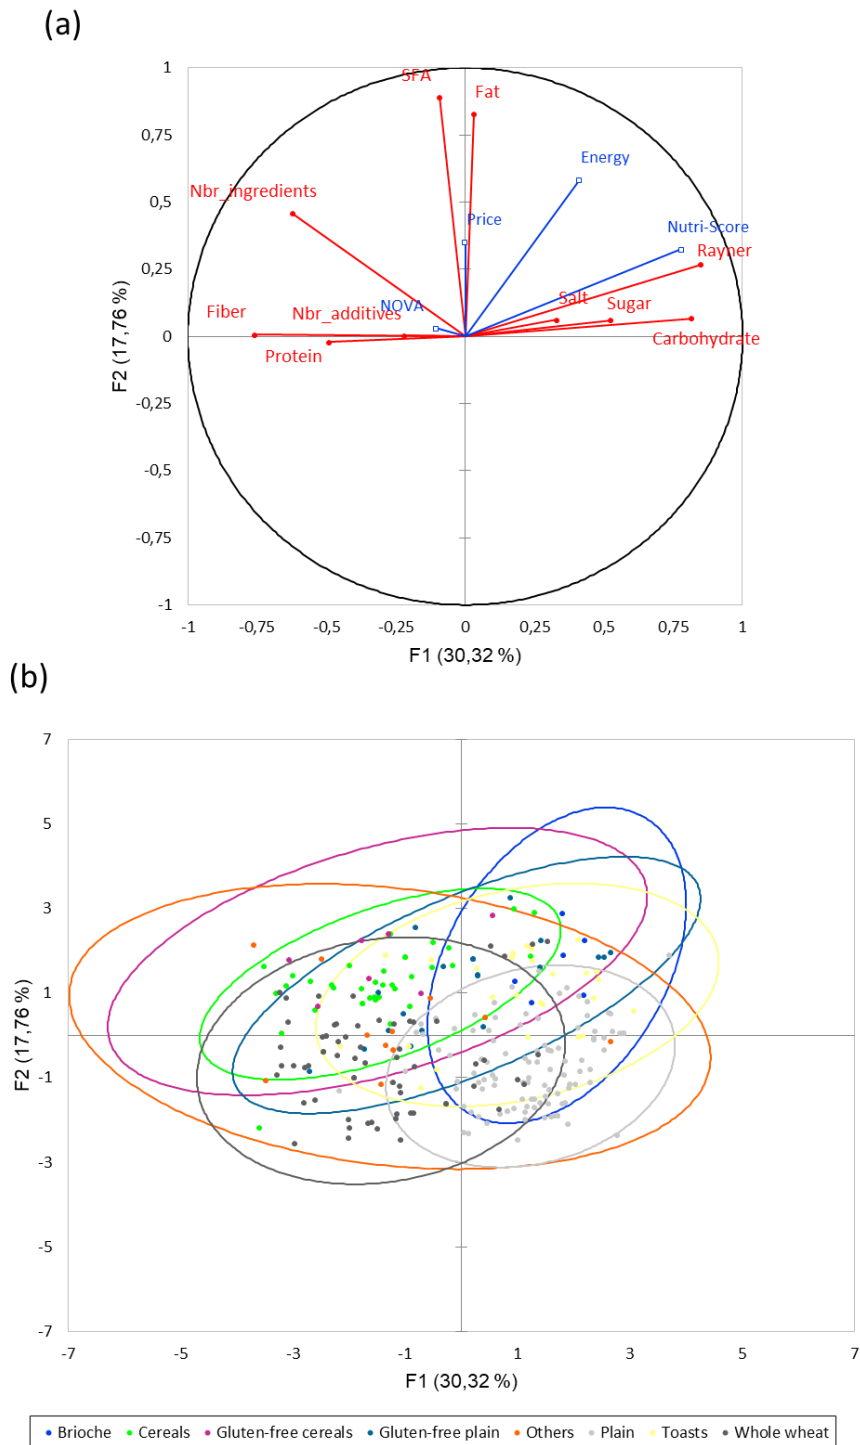 (a)
1
SFA
Fat
0,75
Energy
Nbr_ingredients
0,5
Price
Nutri-Score
0,25
Rayner
Fiber
Nbr_additives
NOVA
Salt
Sugar
0
Protein
Carbohydrate
F2 (17,76 %)
-0,25
-0,5
-0,75
-1
-1 -0,75 -0,5 -0,25 0 0,25 0,5 0,75 1
F1 (30,32 %)
(b)
7
5
3
1
F2 (17,76 %)
-1
-3
-5
-7
-7 -5 -3 -1 1 3 5 7
F1 (30,32 %)
Brioche Cereals Gluten-free cereals Gluten-free plain Others Plain Toasts Whole wheat